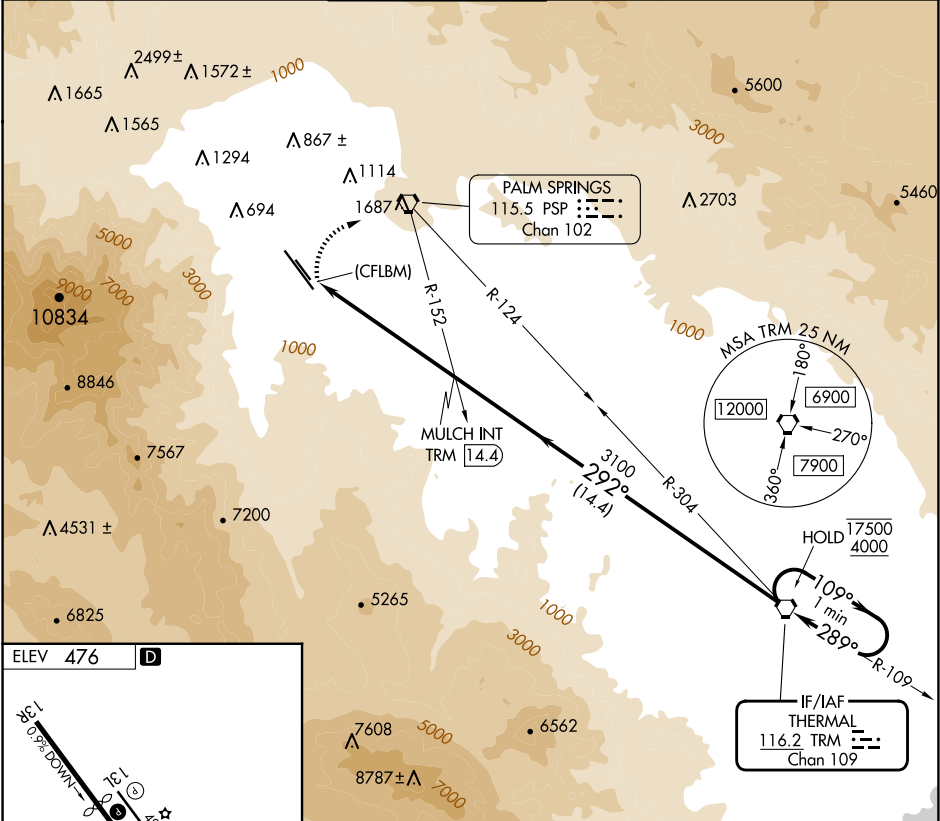 2499±
1572±
1000
1665
5600
1565
3000
867 ±
1294
1114
PALM SPRINGS
115.5 PSP
Chan 102
1687
2703
5460
694
5000
(CFLBM)
3000
9000
7000
R-152
R-124
10834
1000
1000
MSA TRM 25 NM
180°
8846
12000
6900
270°
MULCH INT
TRM 14.4
7567
3100
292°
(14.4)
7900
360°
R-304
7200
4531 ±
HOLD 17500
4000
109°
1 min
289°
5265
1000
6825
3000
R-109
ELEV 476 D
IF/IAF
THERMAL
116.2 TRM
Chan 109
13R
0.9% DOWN
13L
P
P
7608
5000
6562
8787±
7000